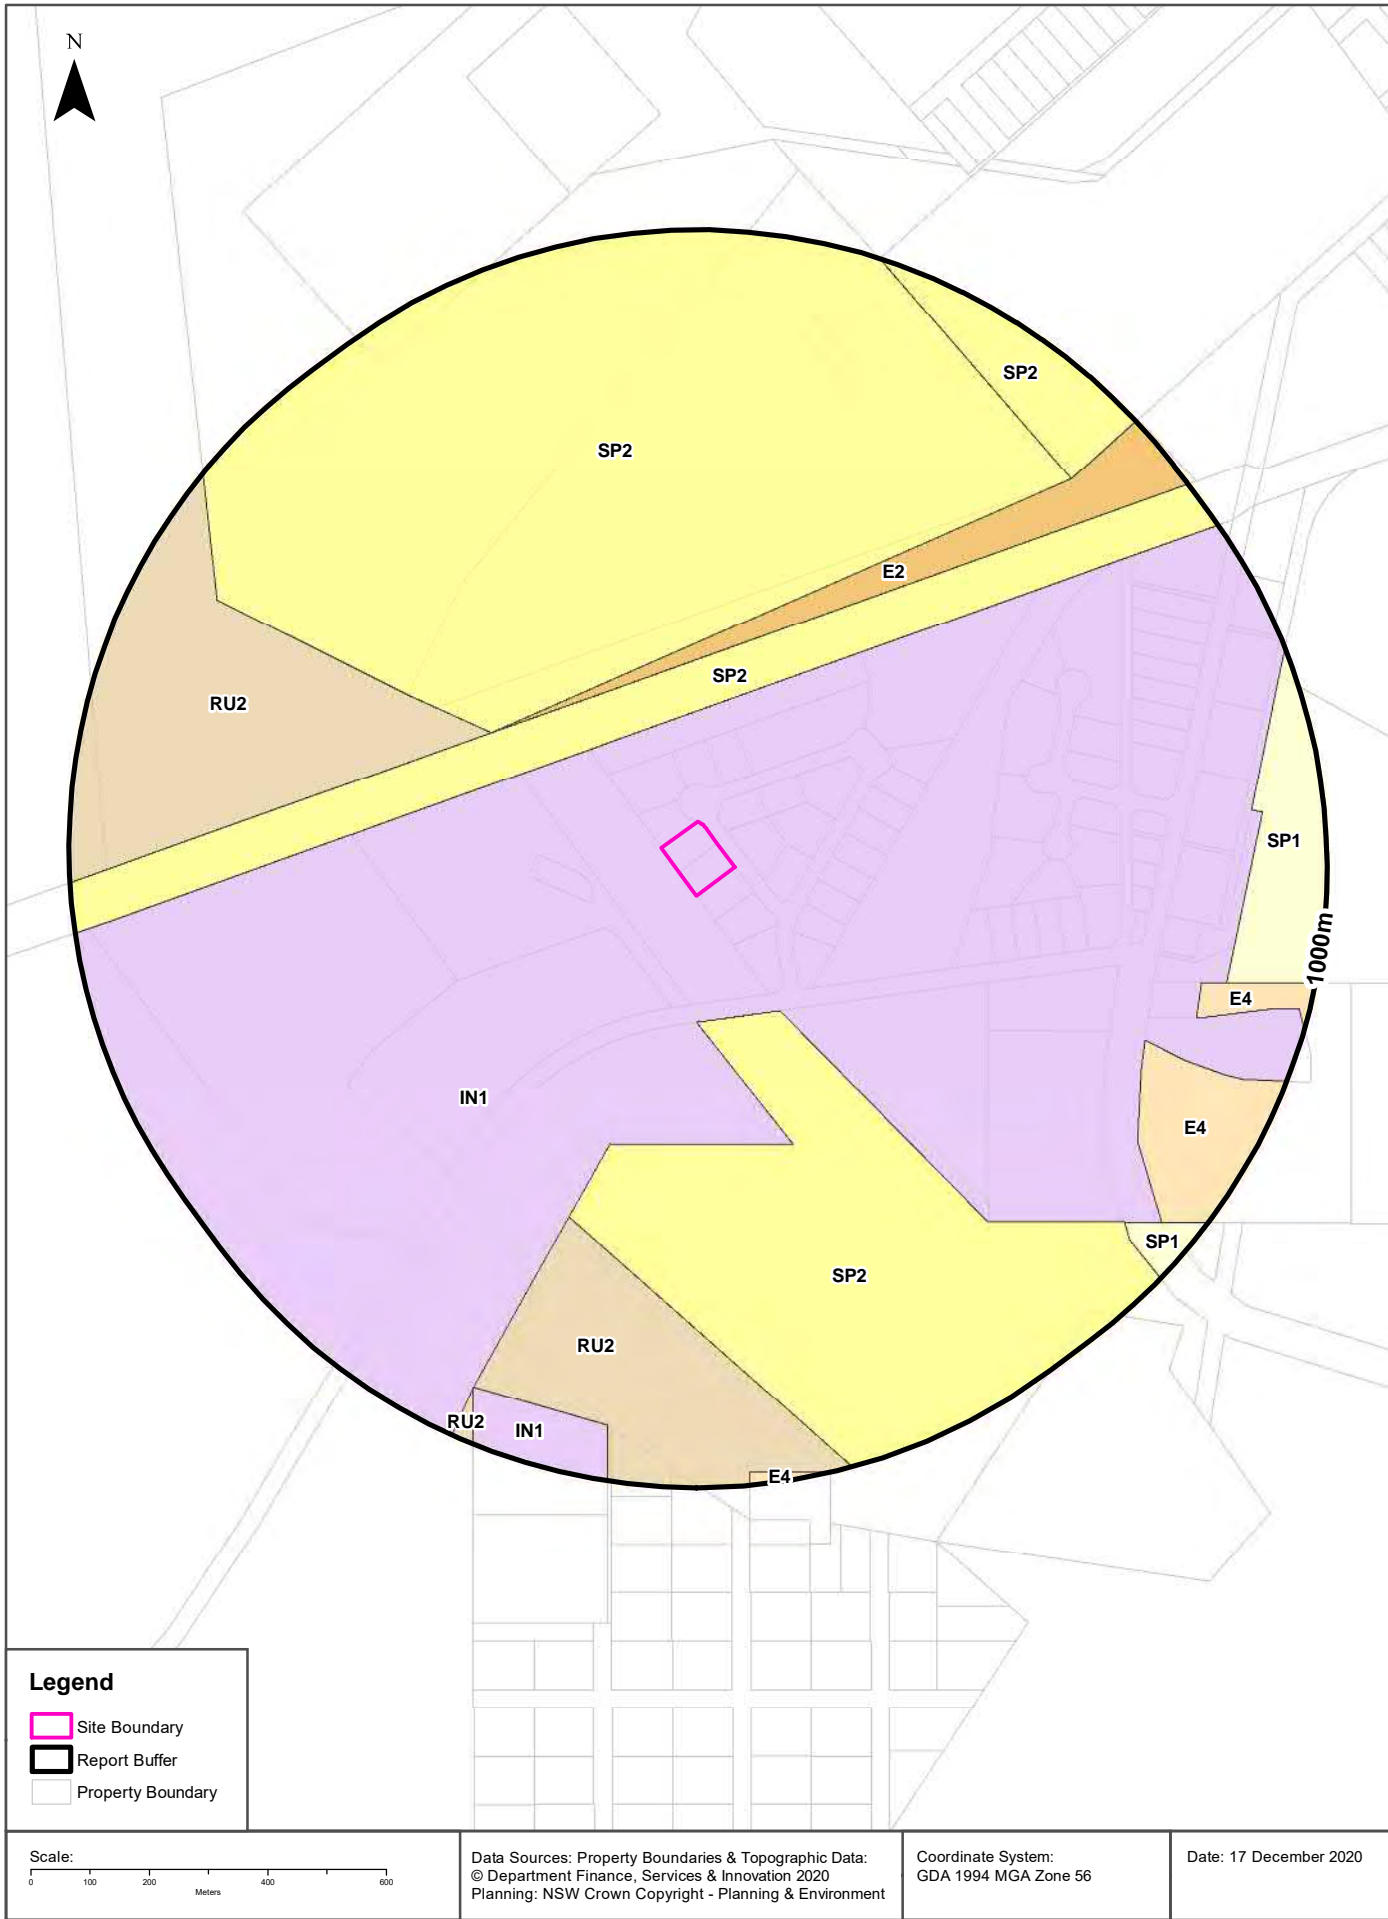 N
SP2
SP2
E2
SP2
RU2
SP1
1000m
E4
IN1
E4
SP1
SP2
RU2
RU2
IN1
E4
Legend
Site Boundary
Report Buffer
Property Boundary
Scale:
0 100 200 400 600
Meters
Data Sources: Property Boundaries & Topographic Data:
© Department Finance, Services & Innovation 2020
Planning: NSW Crown Copyright - Planning & Environment
Coordinate System:
GDA 1994 MGA Zone 56
Date: 17 December 2020